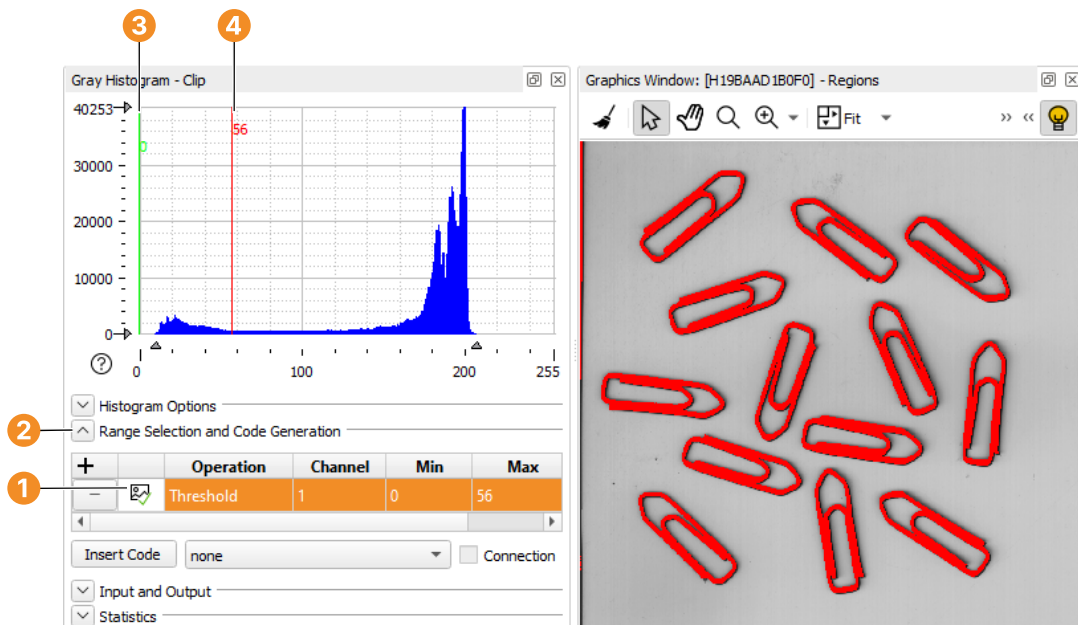 3 4
Gray Histogram - Clip
Graphics Window: [H19BAAD1B0F0] - Regions
40253
56
0
Fit
30000
20000
10000
0
0 100 200 255
Histogram Options
2
Range Selection and Code Generation
+ Operation Channel Min Max
1
− Threshold 1 0 56
Insert Code none Connection
Input and Output
Statistics